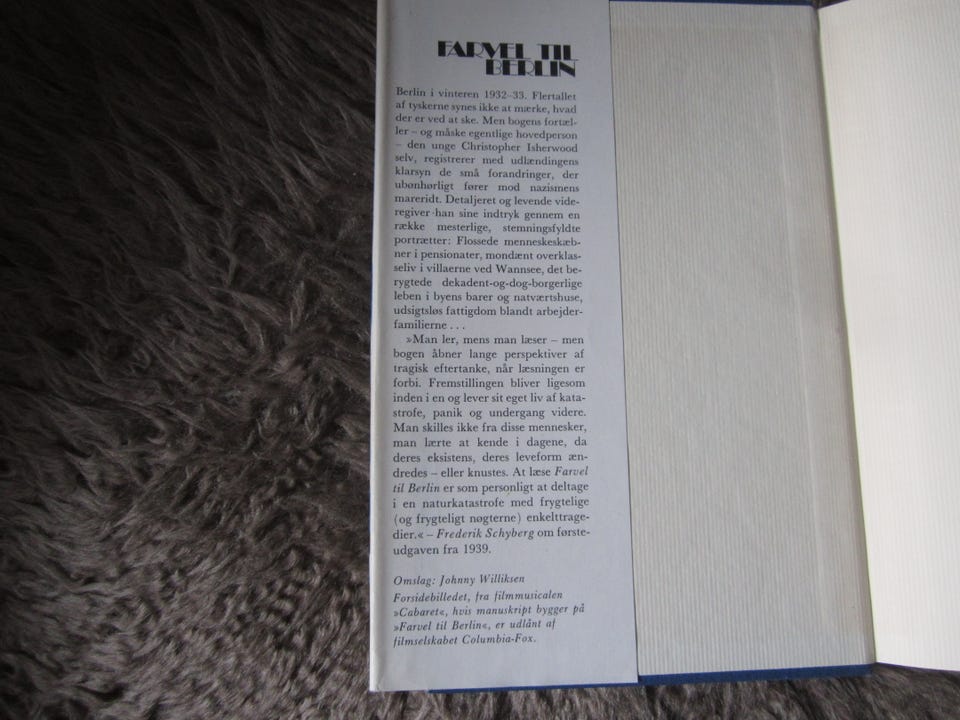 FARVEL TIL
BERLIN
Berlin i vinteren 1932–33. Flertallet
af tyskerne synes ikke at mærke, hvad
der er ved at ske. Men bogens fortæl-
ler – og måske egentlige hovedperson
– den unge Christopher Isherwood
selv, registrerer med udlændingens
klarsyn de små forandringer, der
ubønhørligt fører mod nazismens
mareridt. Detaljeret og levende vide-
regiver han sine indtryk gennem en
række mesterlige, stemningsfyldte
portrætter: Flossede menneskeskæb-
ner i pensionater, mondænt overklas-
seliv i villaerne ved Wannsee, det be-
rygtede dekadent-og-dog-borgerlige
leben i byens barer og natværtshuse,
udsigtsløs fattigdom blandt arbejder-
familierne . . .
»Man ler, mens man læser – men
bogen åbner lange perspektiver af
tragisk eftertanke, når læsningen er
forbi. Fremstillingen bliver ligesom
inden i en og lever sit eget liv af kata-
strofe, panik og undergang videre.
Man skilles ikke fra disse mennesker,
man lærte at kende i dagene, da
deres eksistens, deres leveform æn-
dredes – eller knustes. At læse Farvel
til Berlin er som personligt at deltage
i en naturkatastrofe med frygtelige
(og frygteligt nøgterne) enkelttrage-
dier.« – Frederik Schyberg om første-
udgaven fra 1939.
Omslag: Johnny Williksen
Forsidebilledet, fra filmmusicalen
»Cabaret«, hvis manuskript bygger på
»Farvel til Berlin«, er udlånt af
filmselskabet Columbia-Fox.